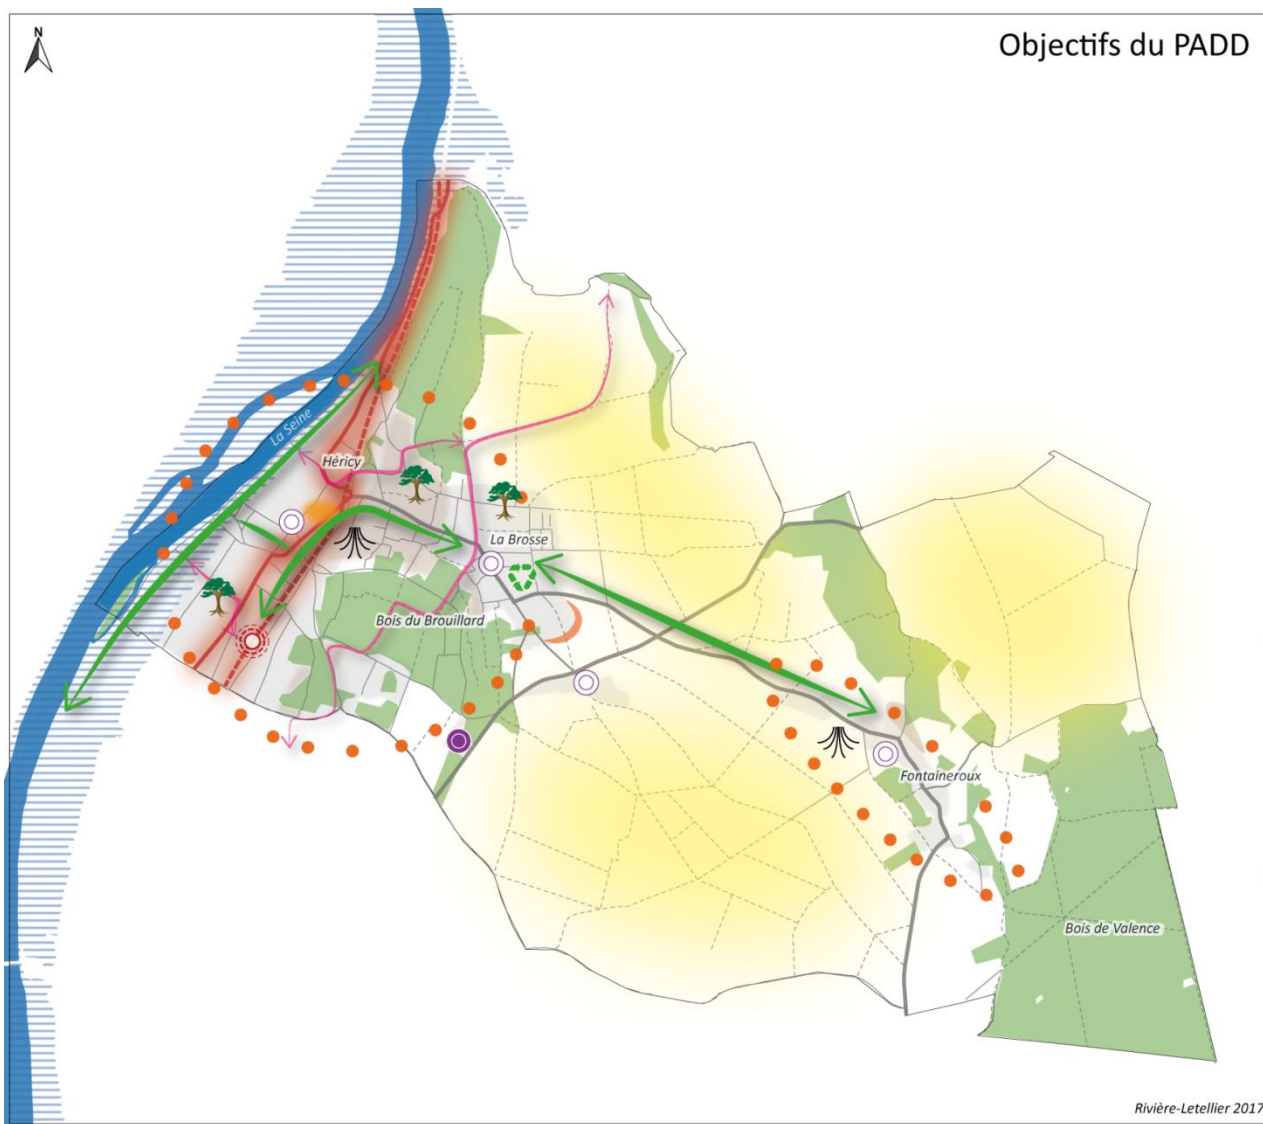 N
Objectifs du PADD
La Seine
Héricy
La Brosse
Bois du Brouillard
Fontaineroux
Bois de Valence
Rivière-Letellier 2017